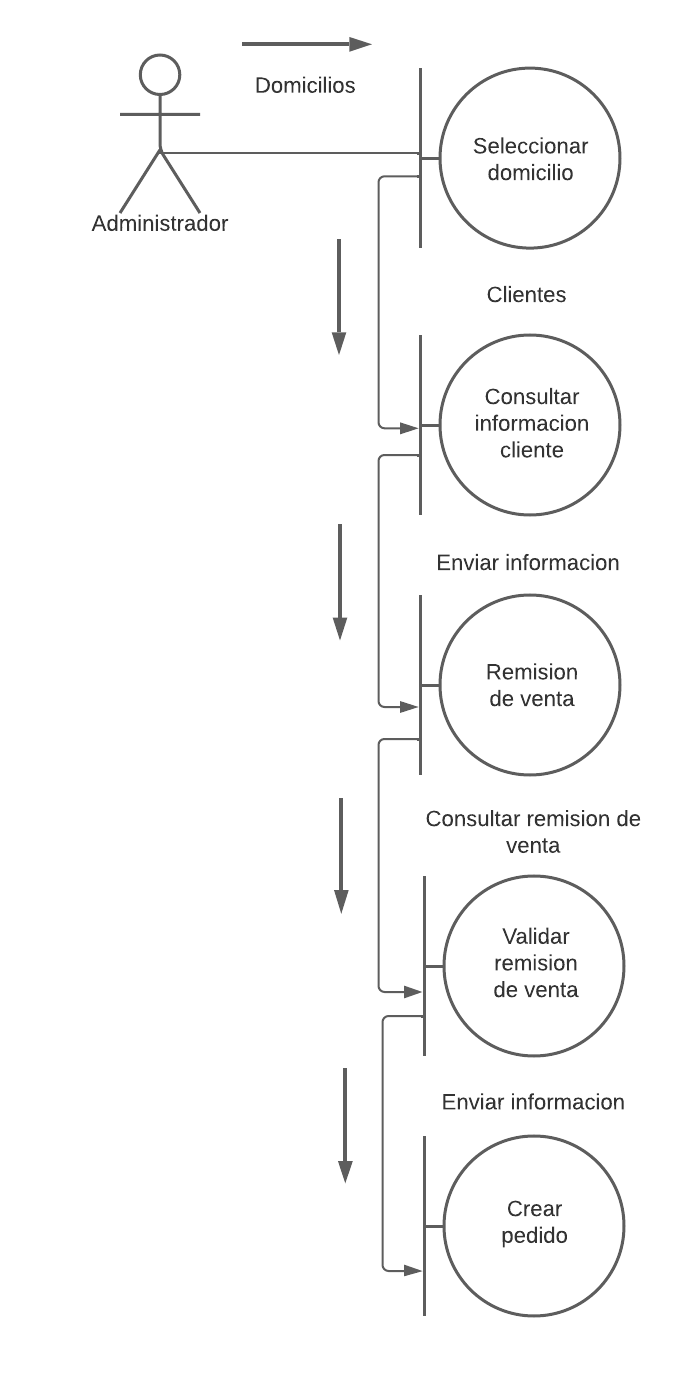 Domicilios
Administrador
Seleccionar
domicilio
Clientes
Consultar
informacion
cliente
Enviar informacion
Remision
de venta
Consultar remision de
venta
Validar
remision
de venta
Enviar informacion
Crear
pedido